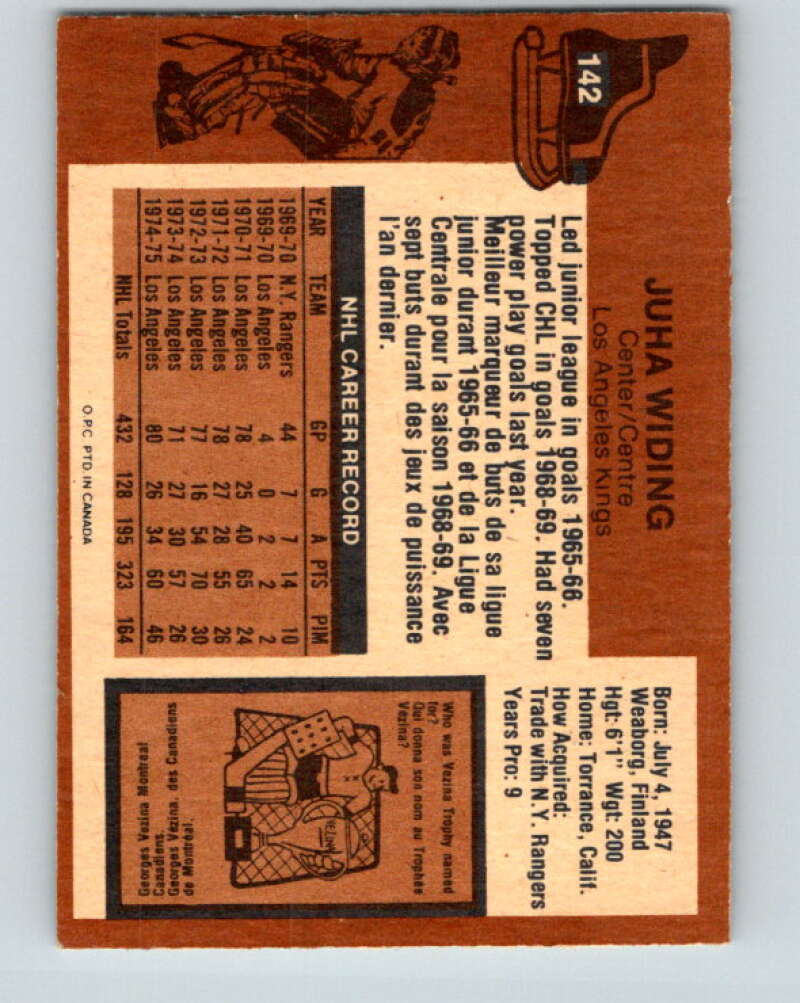 142
JUHA WIDING
Center/Centre
Los Angeles Kings
Born: July 4, 1947
Weaborg, Finland
Hgt: 6'1" Wgt: 200
Home: Torrance, Calif.
How Acquired:
Trade with N.Y. Rangers
Years Pro: 9
Led junior league in goals 1965-66.
Topped CHL in goals 1968-69. Had seven
power play goals last year.
Meilleur marqueur de buts de sa ligue
junior durant 1965-66 et de la Ligue
Centrale pour la saison 1968-69. Avec
sept buts durant des jeux de puissance
l'an dernier.
NHL CAREER RECORD
YEAR TEAM GP G A PTS PIM
1969-70 N.Y. Rangers 44 7 7 14 10
1969-70 Los Angeles 4 0 2 2 2
1970-71 Los Angeles 78 25 40 65 24
1971-72 Los Angeles 78 27 28 55 26
1972-73 Los Angeles 77 16 54 70 30
1973-74 Los Angeles 71 27 30 57 26
1974-75 Los Angeles 80 26 34 60 46
NHL Totals 432 128 195 323 164
Who was Vezina Trophy named
for?
Qui donna son nom au Trophée
Vezina?
VEZINA
Georges Vezina Montreal
Canadiens.
Georges Vezina, des Canadiens
de Montréal.
O.P.C. PTD. IN CANADA